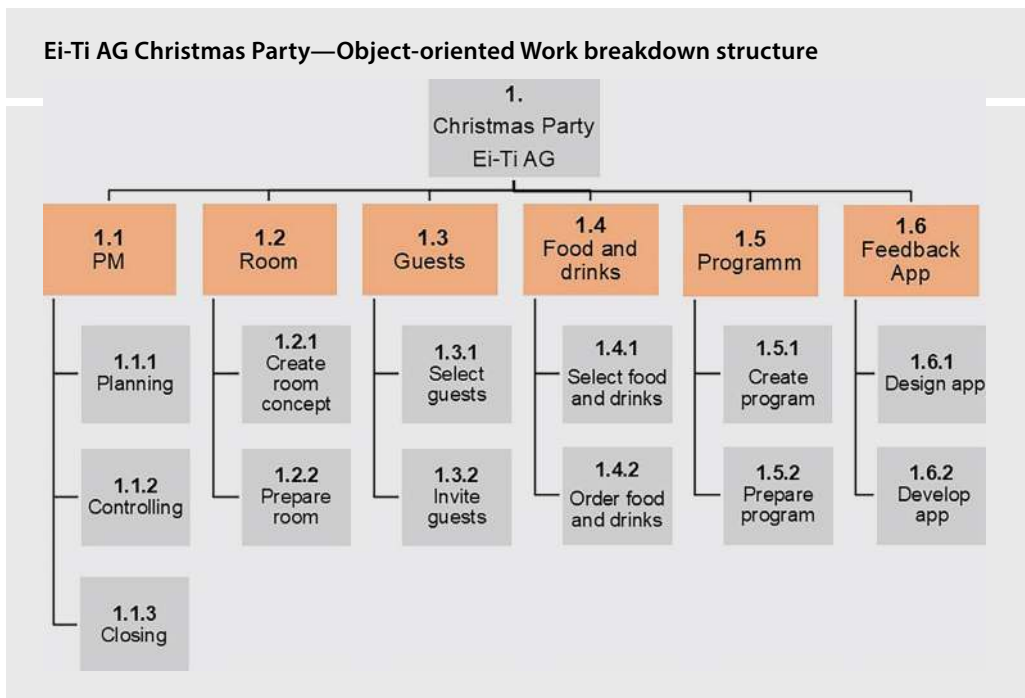 Ei-Ti AG Christmas Party—Object-oriented Work breakdown structure
1.
Christmas Party
Ei-Ti AG
1.1
PM
1.2
Room
1.3
Guests
1.4
Food and
drinks
1.5
Programm
1.6
Feedback
App
1.1.1
Planning
1.1.2
Controlling
1.1.3
Closing
1.2.1
Create
room
concept
1.2.2
Prepare
room
1.3.1
Select
guests
1.3.2
Invite
guests
1.4.1
Select food
and drinks
1.4.2
Order food
and drinks
1.5.1
Create
program
1.5.2
Prepare
program
1.6.1
Design app
1.6.2
Develop
app